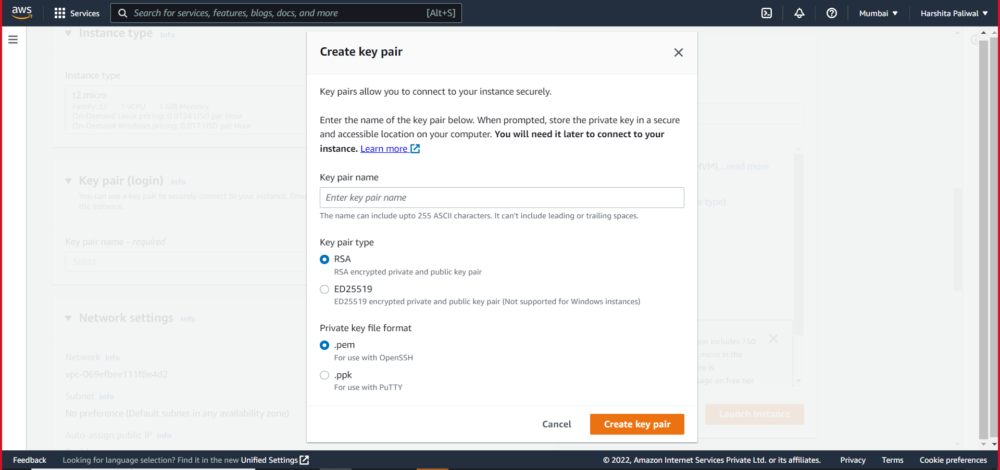 aws
Services
Search for services, features, blogs, docs, and more
[Alt+S]
Mumbai
Harshita Paliwal
Instance type Info
Instance type
t2.micro
Family: t2 1 vCPU 1 GiB Memory
On-Demand Linux pricing: 0.0124 USD per Hour
On-Demand Windows pricing: 0.017 USD per Hour
Key pair (login) Info
You can use a key pair to securely connect to your instance. Ensu
the instance.
Key pair name - required
Select
Network settings Info
Network Info
vpc-069efbee111f8e4d2
Subnet Info
No preference (Default subnet in any availability zone)
Auto-assign public IP Info
Create key pair
Key pairs allow you to connect to your instance securely.
Enter the name of the key pair below. When prompted, store the private key in a secure
and accessible location on your computer. You will need it later to connect to your
instance. Learn more
Key pair name
Enter key pair name
The name can include upto 255 ASCII characters. It can't include leading or trailing spaces.
Key pair type
RSA
RSA encrypted private and public key pair
ED25519
ED25519 encrypted private and public key pair (Not supported for Windows instances)
Private key file format
.pem
For use with OpenSSH
.ppk
For use with PuTTY
Cancel
Create key pair
HVM),...read more
e type)
ear includes 750
.micro in the
ro is
sage on free tier
Launch instance
Feedback
Looking for language selection? Find it in the new Unified Settings
© 2022, Amazon Internet Services Private Ltd. or its affiliates.
Privacy
Terms
Cookie preferences